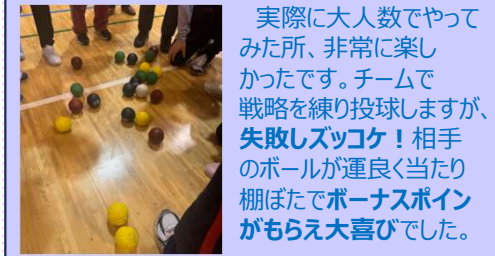 実際に大人数でやって
みた所、非常に楽し
かったです。チームで
戦略を練り投球しますが、
失敗しズッコケ！相手
のボールが運良く当たり
棚ぼたでボーナスポイン
がもらえ大喜びでした。